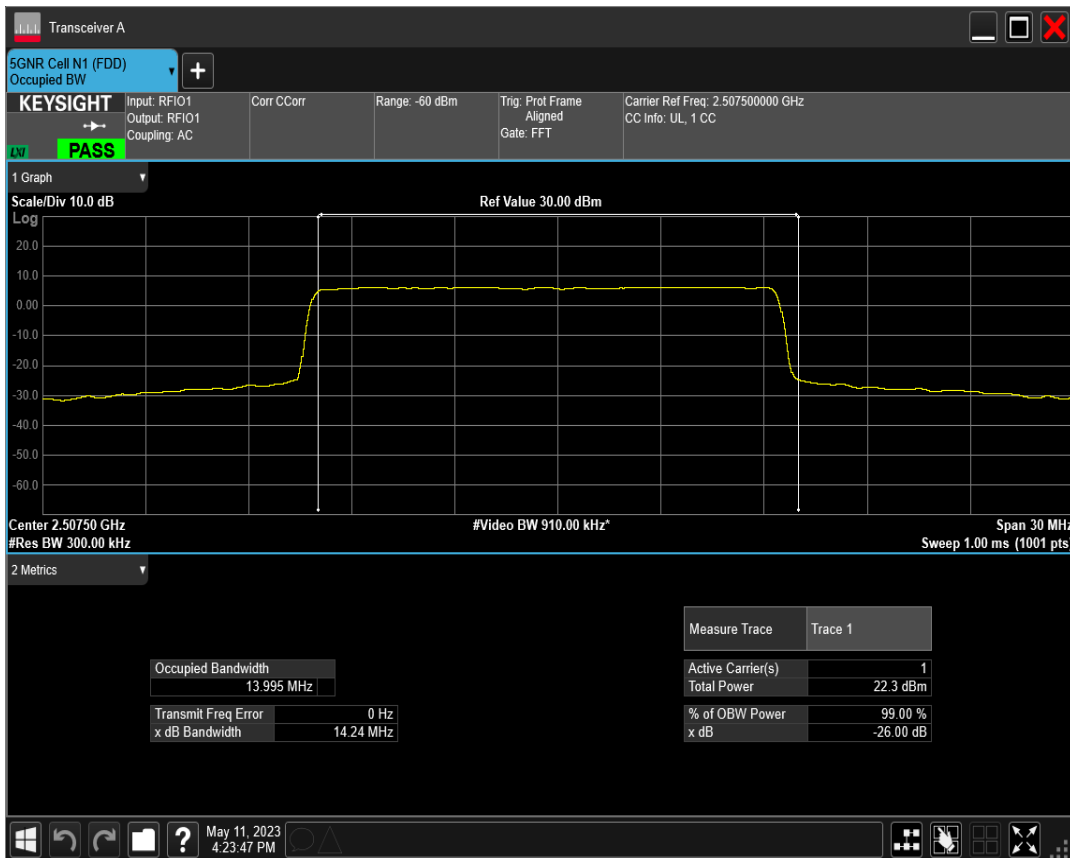 Transceiver A
5GNR Cell N1 (FDD)
Occupied BW
KEYSIGHT
LXI
PASS
Input: RFIO1
Output: RFIO1
Coupling: AC
Corr CCorr
Range: -60 dBm
Trig: Prot Frame
Aligned
Gate: FFT
Carrier Ref Freq: 2.507500000 GHz
CC Info: UL, 1 CC
1 Graph
Scale/Div 10.0 dB Ref Value 30.00 dBm
Log
20.0
10.0
0.00
-10.0
-20.0
-30.0
-40.0
-50.0
-60.0
Center 2.50750 GHz #Video BW 910.00 kHz* Span 30 MHz
#Res BW 300.00 kHz Sweep 1.00 ms (1001 pts)
2 Metrics
Measure Trace Trace 1
Occupied Bandwidth
13.995 MHz
Active Carrier(s) 1
Total Power 22.3 dBm
Transmit Freq Error 0 Hz
x dB Bandwidth 14.24 MHz
% of OBW Power 99.00 %
x dB -26.00 dB
?
May 11, 2023
4:23:47 PM